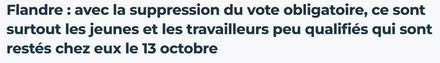 Flandre : avec la suppression du vote obligatoire, ce sont
surtout les jeunes et les travailleurs peu qualifiés qui sont
restés chez eux le 13 octobre